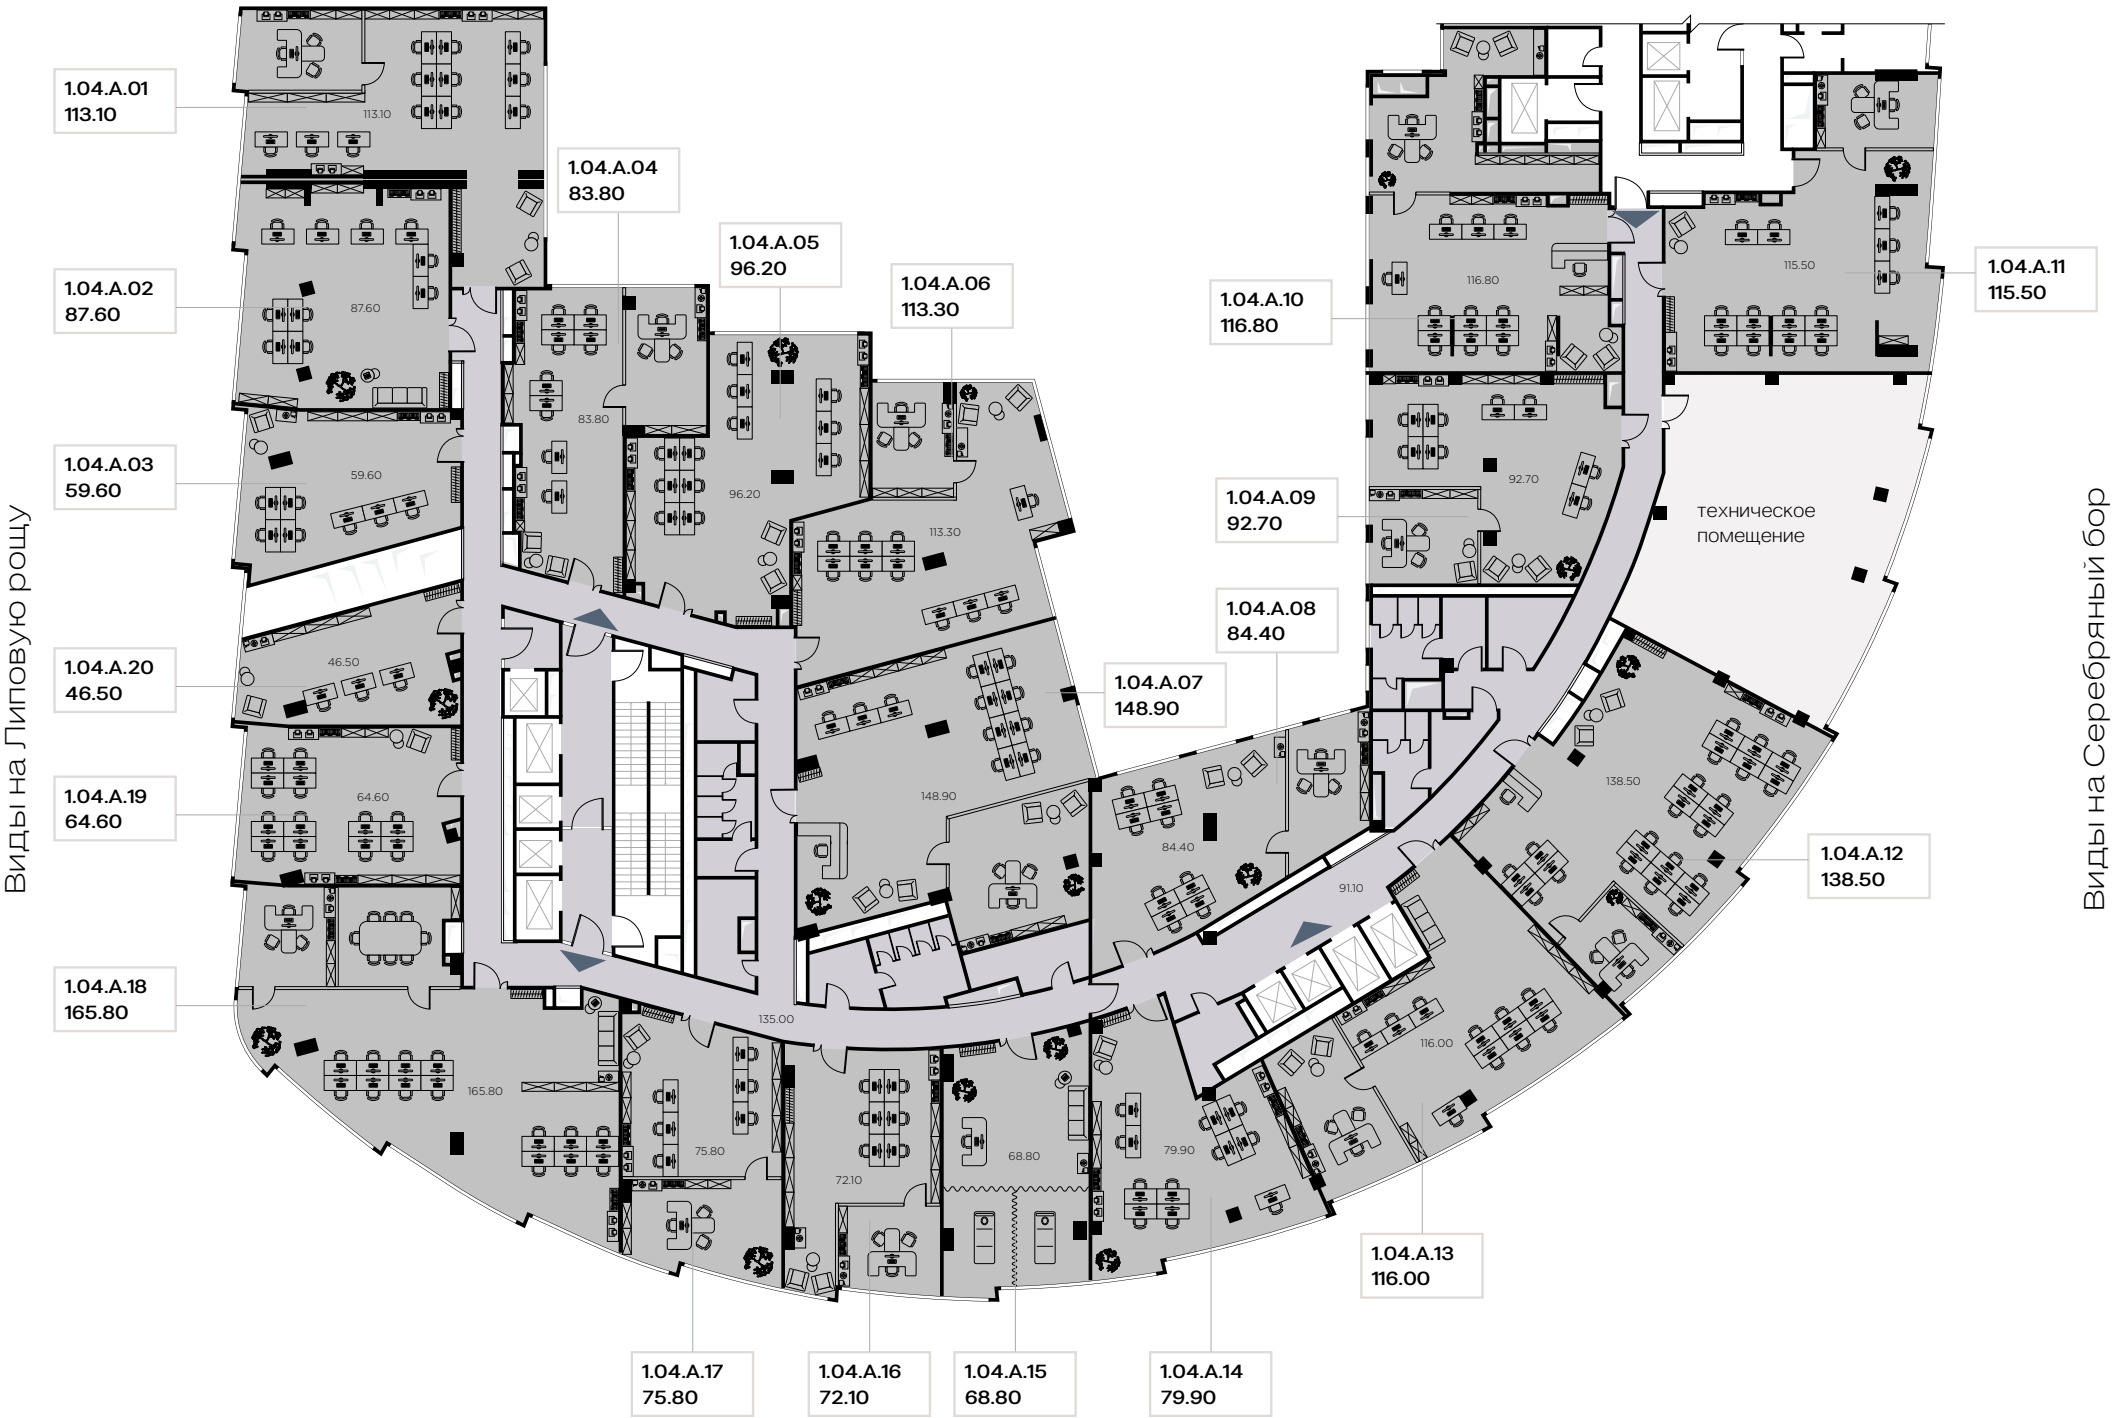 1.04.A.01
113.10
113.10
1.04.A.02
87.60
87.60
1.04.A.03
59.60
59.60
1.04.A.20
46.50
46.50
1.04.A.19
64.60
64.60
1.04.A.18
165.80
165.80
Виды на Липовую рощу
1.04.A.04
83.80
83.80
1.04.A.05
96.20
96.20
1.04.A.06
113.30
113.30
1.04.A.07
148.90
148.90
1.04.A.08
84.40
84.40
1.04.A.09
92.70
92.70
1.04.A.10
116.80
116.80
1.04.A.11
115.50
115.50
техническое
помещение
1.04.A.12
138.50
138.50
1.04.A.13
116.00
116.00
91.10
135.00
1.04.A.17
75.80
75.80
1.04.A.16
72.10
72.10
1.04.A.15
68.80
68.80
1.04.A.14
79.90
79.90
Виды на Серебряный бор